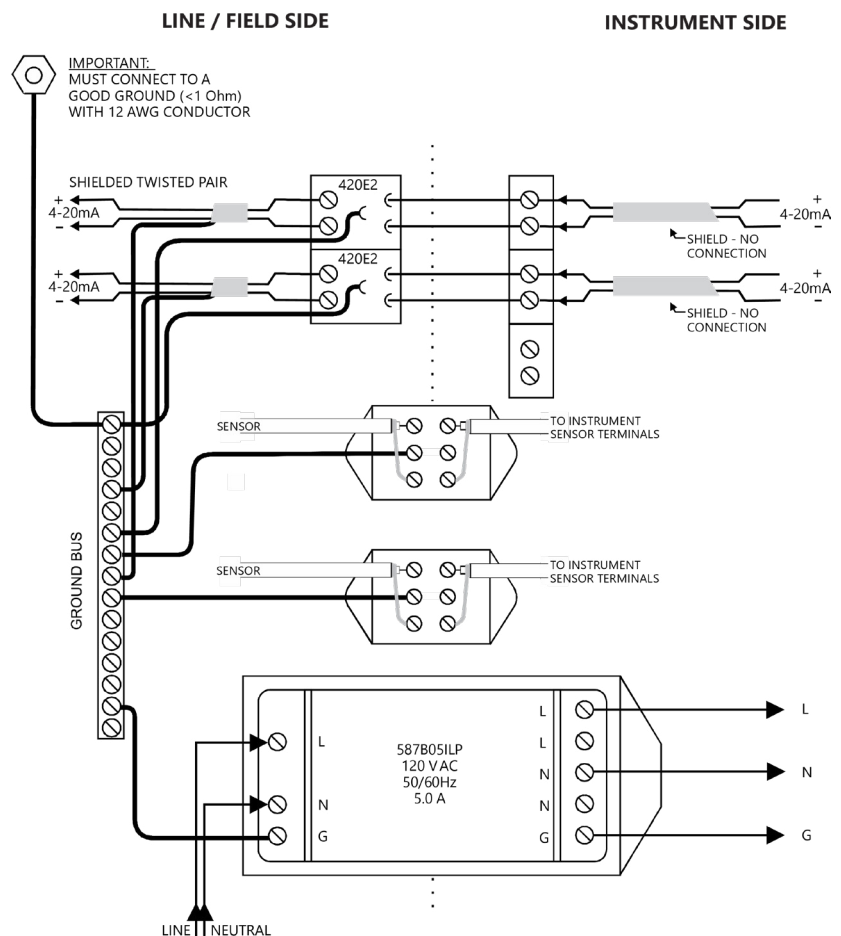 LINE / FIELD SIDE
INSTRUMENT SIDE
IMPORTANT:
MUST CONNECT TO A
GOOD GROUND (<1 Ohm)
WITH 12 AWG CONDUCTOR
SHIELDED TWISTED PAIR
+
4-20mA
–
420E2
+
4-20mA
–
SHIELD - NO
CONNECTION
+
4-20mA
–
420E2
+
4-20mA
–
SHIELD - NO
CONNECTION
SENSOR
TO INSTRUMENT
SENSOR TERMINALS
GROUND BUS
SENSOR
TO INSTRUMENT
SENSOR TERMINALS
L
N
G
587B05ILP
120 VAC
50/60Hz
5.0 A
L
L
N
N
G
L
N
G
LINE
NEUTRAL